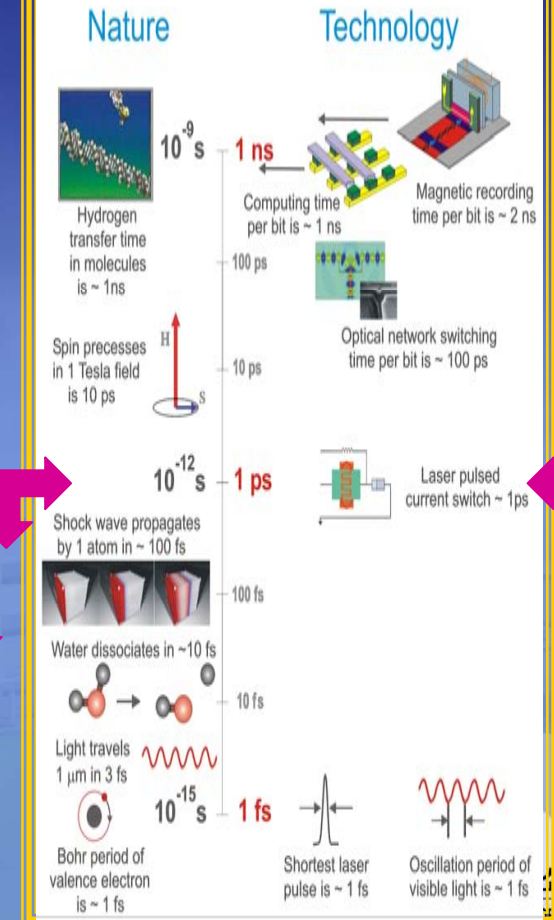 Nature
Technology
10⁻⁹s
1 ns
Hydrogen
transfer time
in molecules
is ~ 1ns
Computing time
per bit is ~ 1 ns
Magnetic recording
time per bit is ~ 2 ns
100 ps
Optical network switching
time per bit is ~ 100 ps
Spin precesses
in 1 Tesla field
is 10 ps
H
S
10 ps
10⁻¹²s
1 ps
Laser pulsed
current switch ~ 1ps
Shock wave propagates
by 1 atom in ~ 100 fs
100 fs
Water dissociates in ~10 fs
10 fs
Light travels
1 µm in 3 fs
10⁻¹⁵s
1 fs
Bohr period of
valence electron
is ~ 1 fs
Shortest laser
pulse is ~ 1 fs
Oscillation period of
visible light is ~ 1 fs